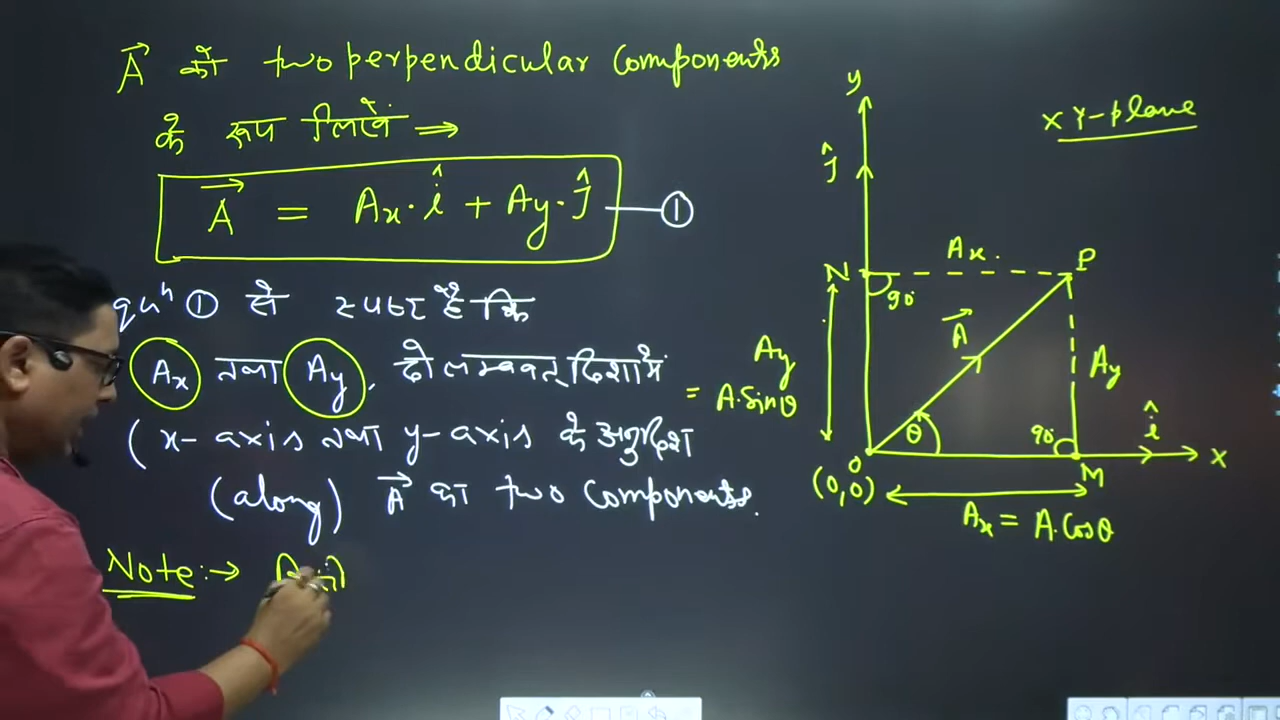 A⃗ को two perpendicular Components
के रूप लिखें ⇒
A⃗ = Ax·î + Ay·ĵ —①
quⁿ ① से स्पष्ट है कि
Ax तथा Ay, दो लम्बवत् दिशा में
(x-axis तथा y-axis के अनुदिश
(along) A⃗ का two Components.
Note:→
XY-plane
y
ĵ
N
Ax.
P
90
A⃗
Ay
= A·Sinθ
Ay
θ
90
î
O
M
x
(0,0)
Ax = A·Cosθ